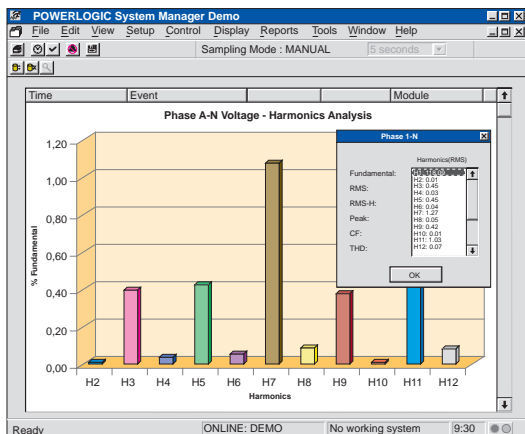 POWERLOGIC System Manager Demo
File Edit View Setup Control Display Reports Tools Window Help
Sampling Mode : MANUAL 5 seconds
Time Event Module
Phase A-N Voltage - Harmonics Analysis
1,20
1,00
0,80
0,60
0,40
0,20
0,00
% Fundamental
H2 H3 H4 H5 H6 H7 H8 H9 H10 H11 H12
Harmonics
Phase 1-N
Harmonics(RMS)
Fundamental:
RMS:
RMS-H:
Peak:
CF:
THD:
H2: 0.01
H3: 0.45
H4: 0.03
H5: 0.45
H6: 0.04
H7: 1.27
H8: 0.05
H9: 0.42
H10: 0.01
H11: 1.03
H12: 0.07
OK
Ready ONLINE: DEMO No working system 9:30